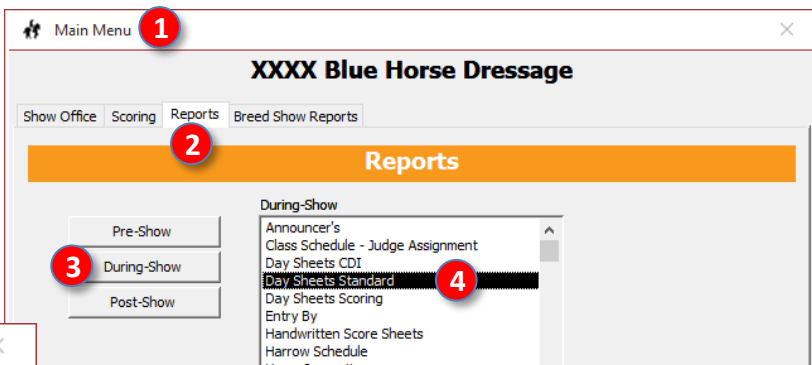 Main Menu 1
XXXX Blue Horse Dressage
Show Office Scoring Reports Breed Show Reports
2
Reports
During-Show
Pre-Show
3 During-Show
Post-Show
Announcer's
Class Schedule - Judge Assignment
Day Sheets CDI
Day Sheets Standard 4
Day Sheets Scoring
Entry By
Handwritten Score Sheets
Harrow Schedule